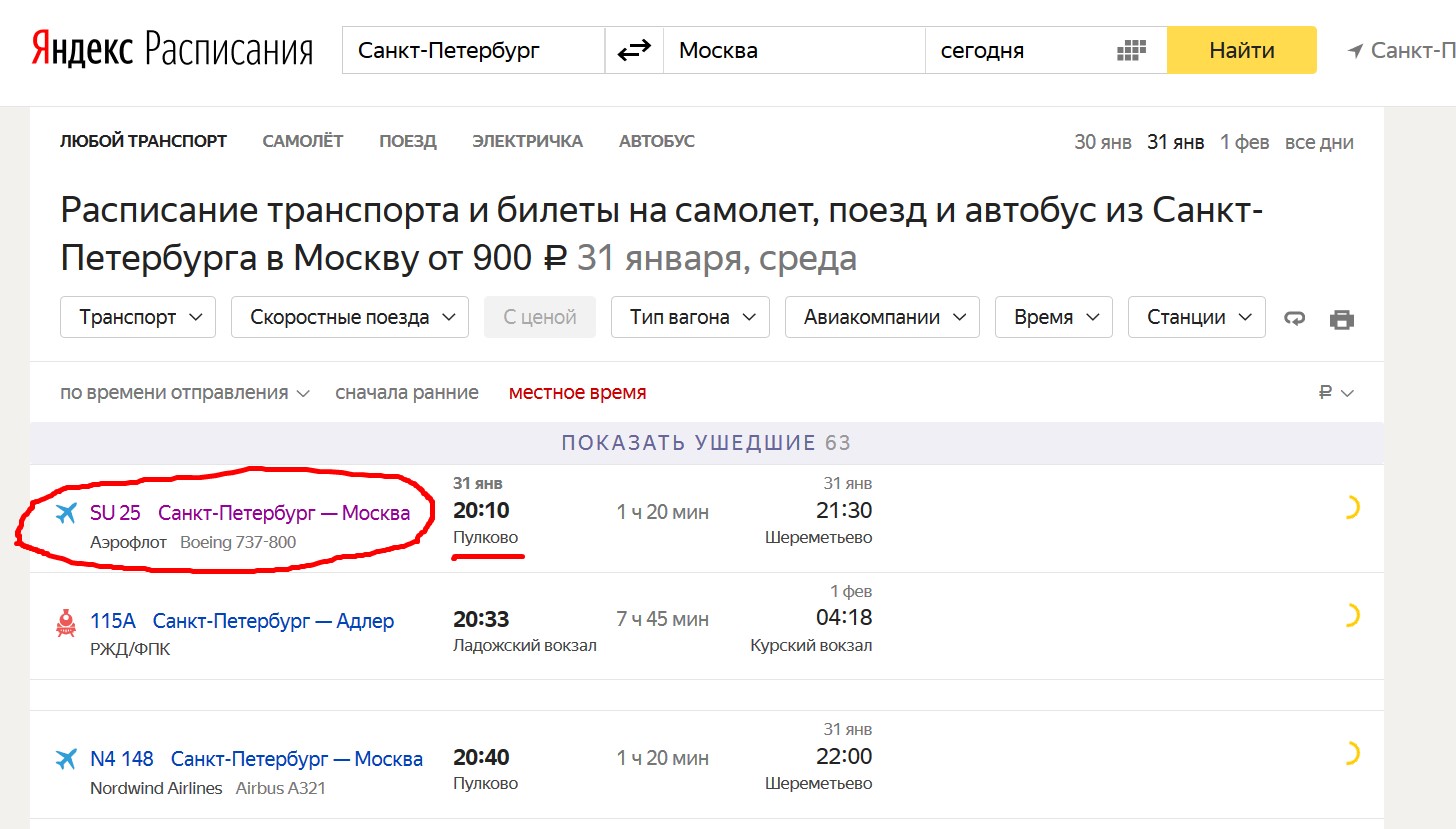 Яндекс Расписания Санкт-Петербург Москва сегодня Найти Санкт-П
ЛЮБОЙ ТРАНСПОРТ САМОЛЁТ ПОЕЗД ЭЛЕКТРИЧКА АВТОБУС 30 янв 31 янв 1 фев все дни
Расписание транспорта и билеты на самолет, поезд и автобус из Санкт-
Петербурга в Москву от 900 ₽ 31 января, среда
Транспорт Скоростные поезда С ценой Тип вагона Авиакомпании Время Станции
по времени отправления сначала ранние местное время ₽
ПОКАЗАТЬ УШЕДШИЕ 63
31 янв 31 янв
SU 25 Санкт-Петербург — Москва 20:10 1 ч 20 мин 21:30
Аэрофлот Boeing 737-800 Пулково Шереметьево
1 фев
115А Санкт-Петербург — Адлер 20:33 7 ч 45 мин 04:18
РЖД/ФПК Ладожский вокзал Курский вокзал
31 янв
N4 148 Санкт-Петербург — Москва 20:40 1 ч 20 мин 22:00
Nordwind Airlines Airbus A321 Пулково Шереметьево